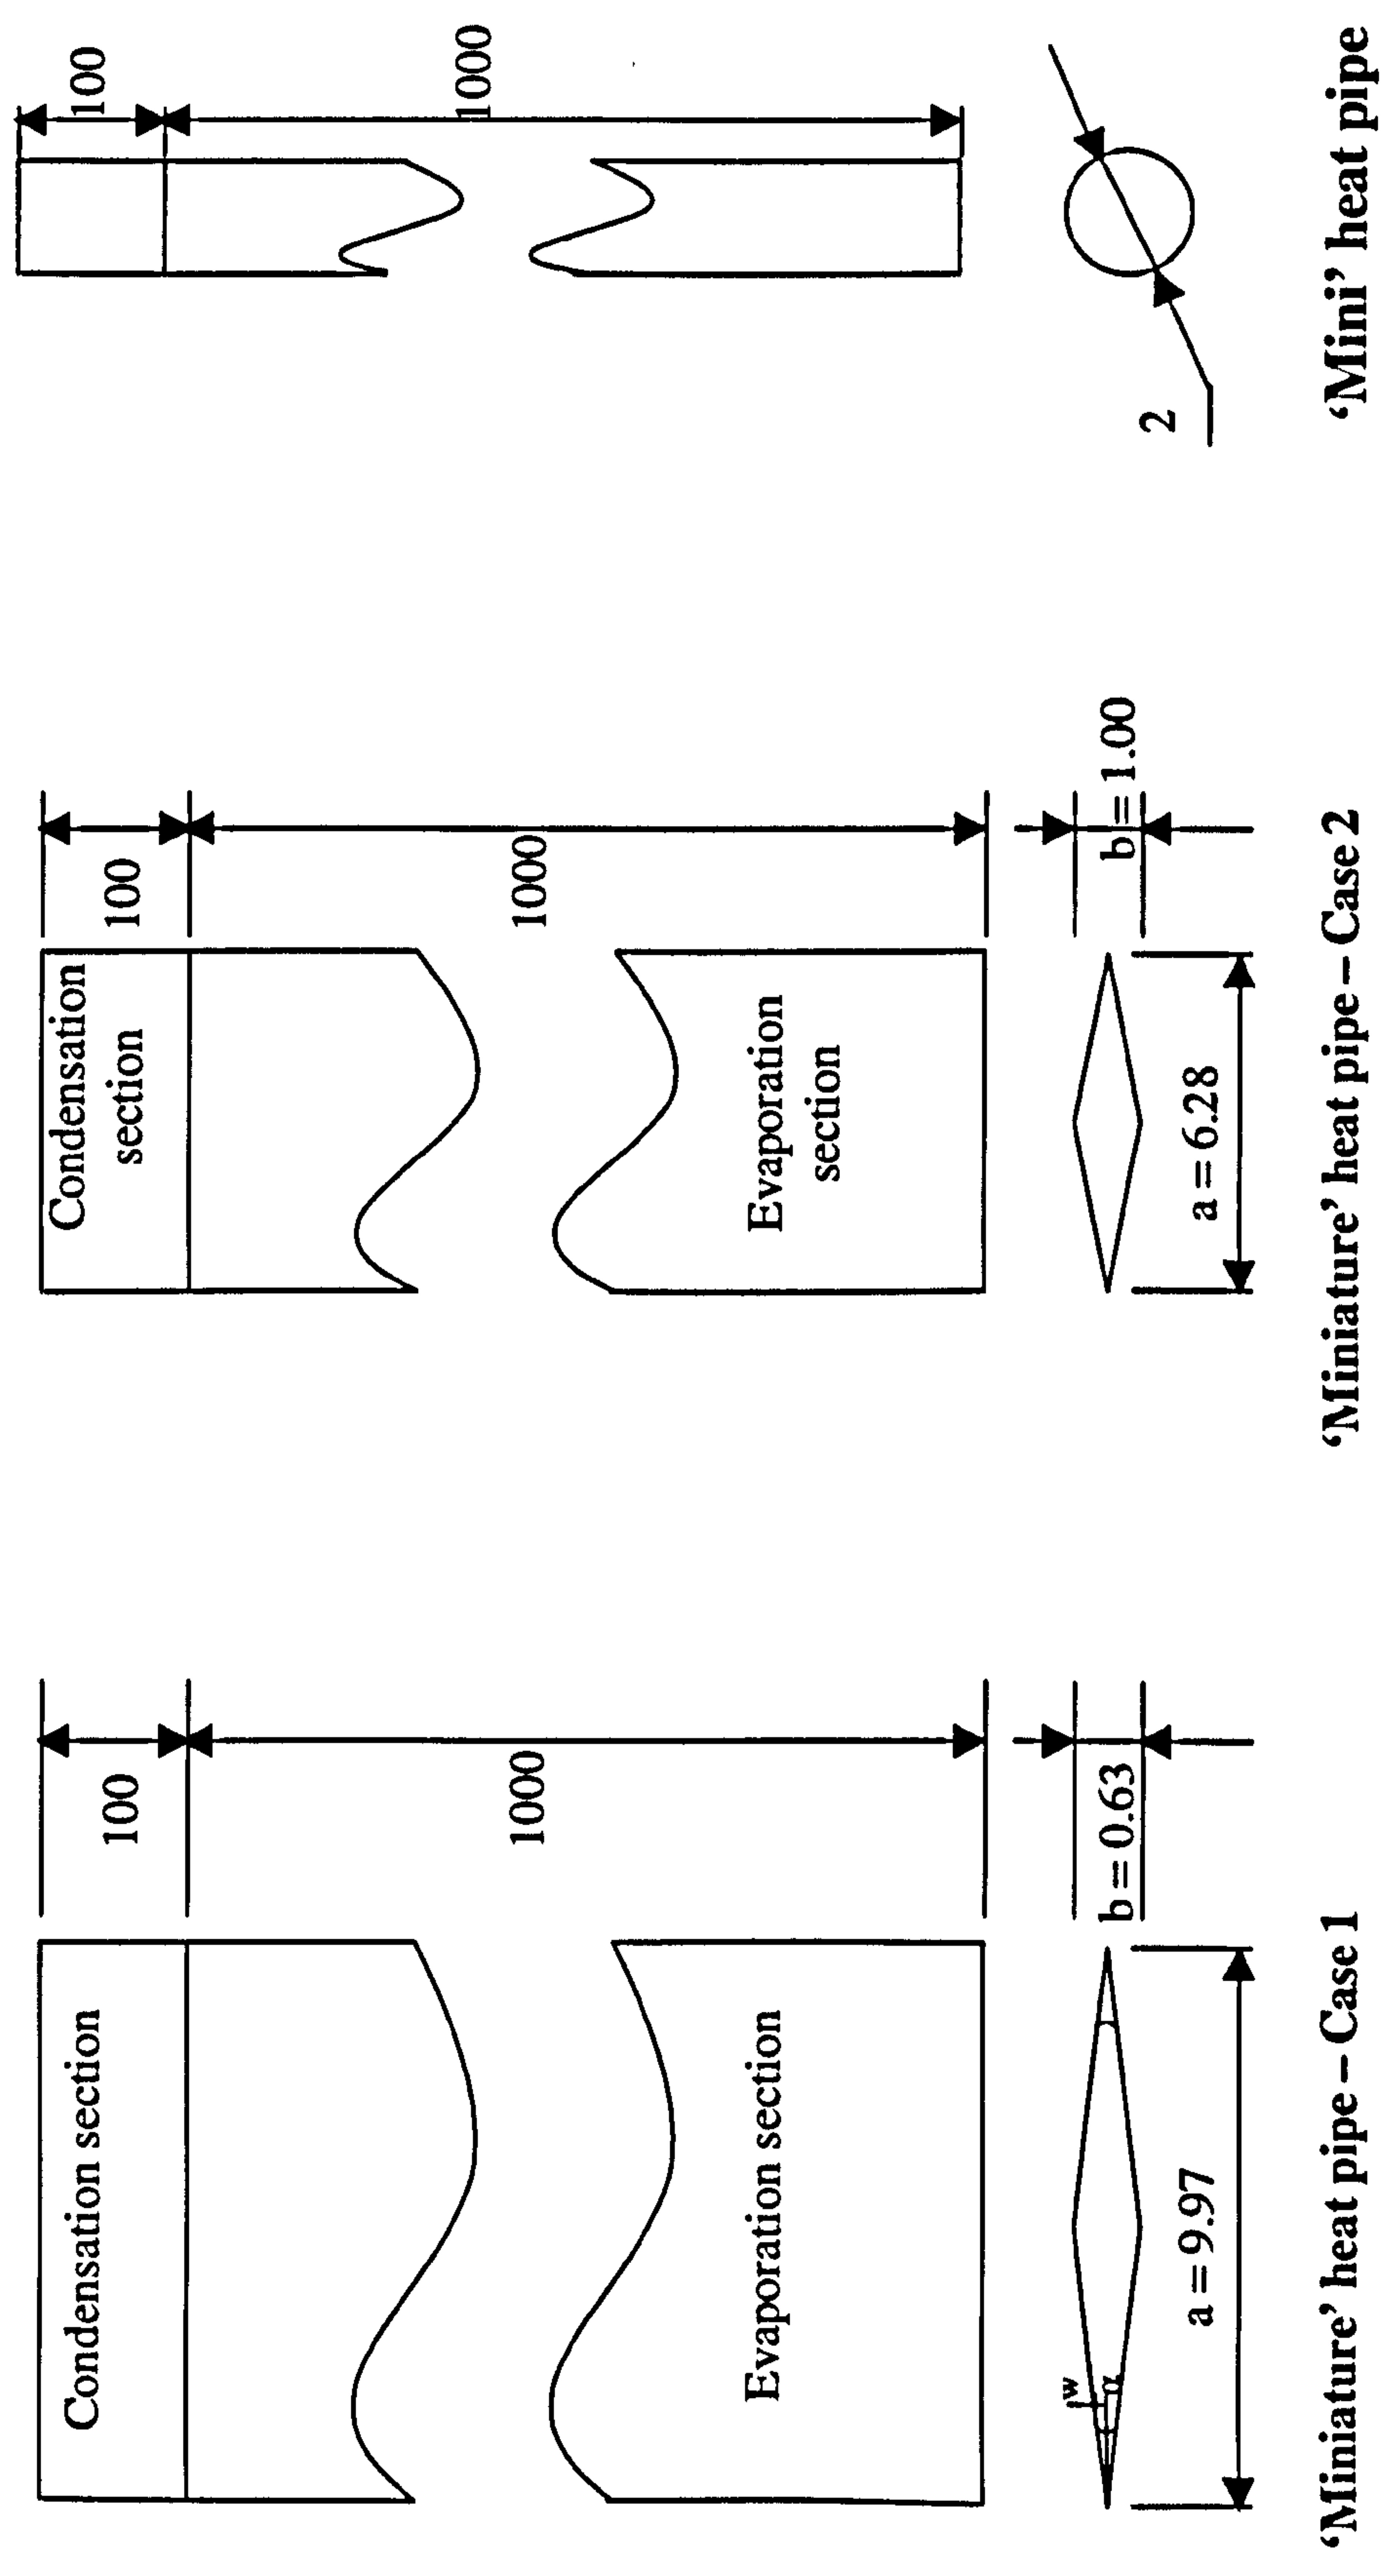 Condensation section
100
1000
Evaporation section
w
α
b = 0.63
a = 9.97
‘Miniature’ heat pipe – Case 1
Condensation
section
100
1000
Evaporation
section
b = 1.00
a = 6.28
‘Miniature’ heat pipe – Case 2
100
1000
2
‘Mini’ heat pipe